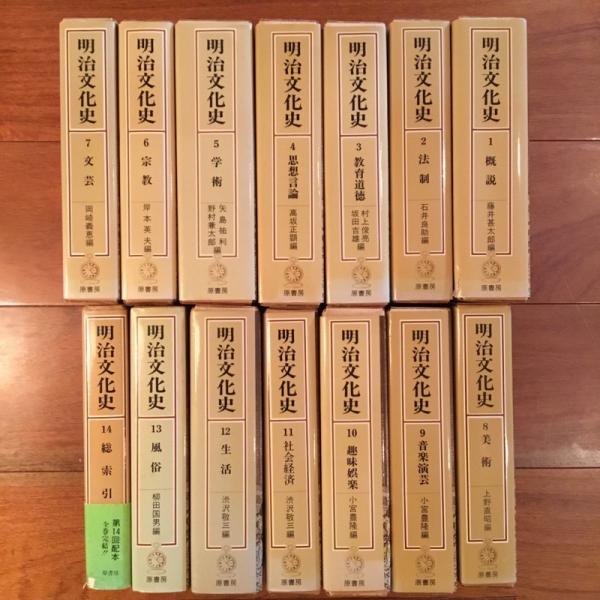 明治文化史
1 概説
藤井甚太郎編
原書房
明治文化史
2 法制
石井良助編
原書房
明治文化史
3 教育道徳
村上俊亮
坂田吉雄編
原書房
明治文化史
4 思想言論
高坂正顕編
原書房
明治文化史
5 学術
矢島祐利
野村兼太郎編
原書房
明治文化史
6 宗教
岸本英夫編
原書房
明治文化史
7 文芸
岡崎義恵編
原書房
明治文化史
8 美術
上野直昭編
原書房
明治文化史
9 音楽演芸
小宮豊隆編
原書房
明治文化史
10 趣味娯楽
小宮豊隆編
原書房
明治文化史
11 社会経済
渋沢敬三編
原書房
明治文化史
12 生活
渋沢敬三編
原書房
明治文化史
13 風俗
柳田国男編
原書房
明治文化史
14 総索引
第14回配本
全巻完結!!
原書房